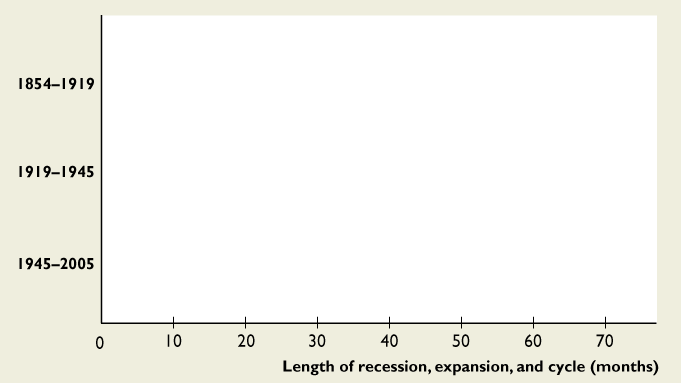 1854–1919
1919–1945
1945–2005
0 10 20 30 40 50 60 70
Length of recession, expansion, and cycle (months)